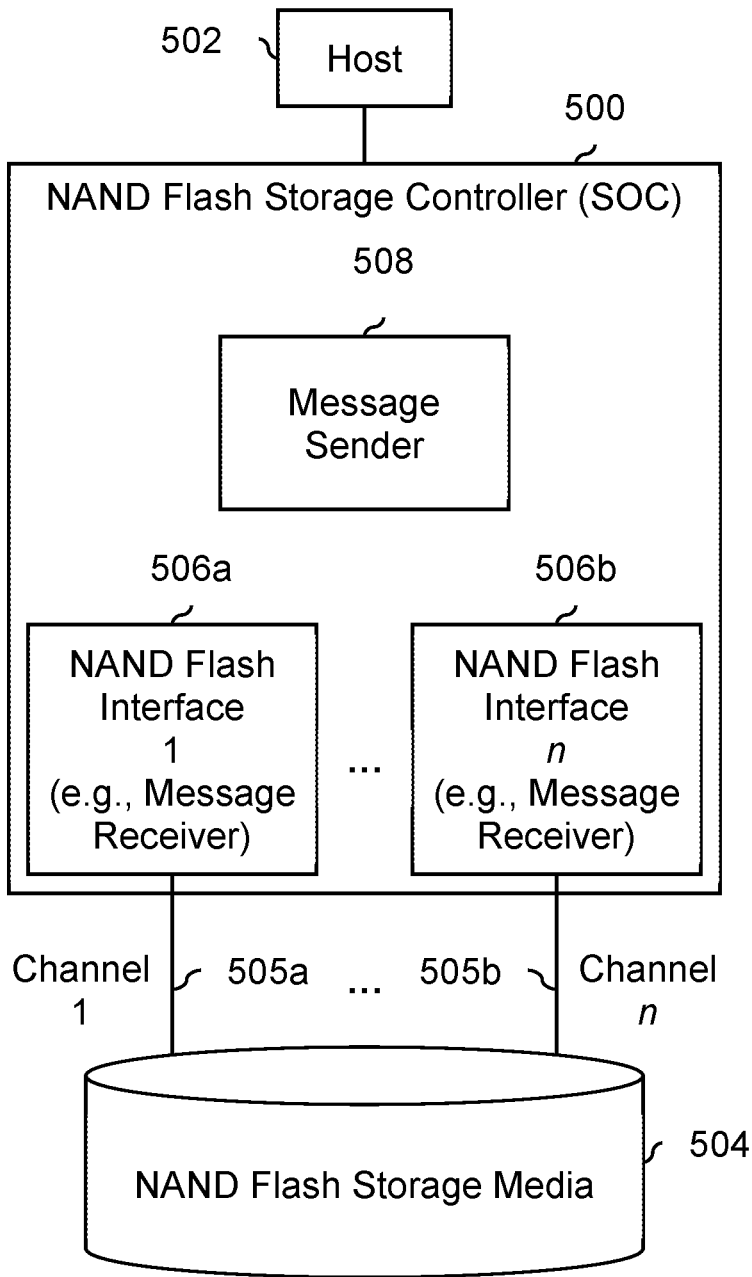 502
Host
500
NAND Flash Storage Controller (SOC)
508
Message
Sender
506a
506b
NAND Flash
Interface
1
(e.g., Message
Receiver)
...
NAND Flash
Interface
n
(e.g., Message
Receiver)
Channel
1
505a
...
505b
Channel
n
504
NAND Flash Storage Media